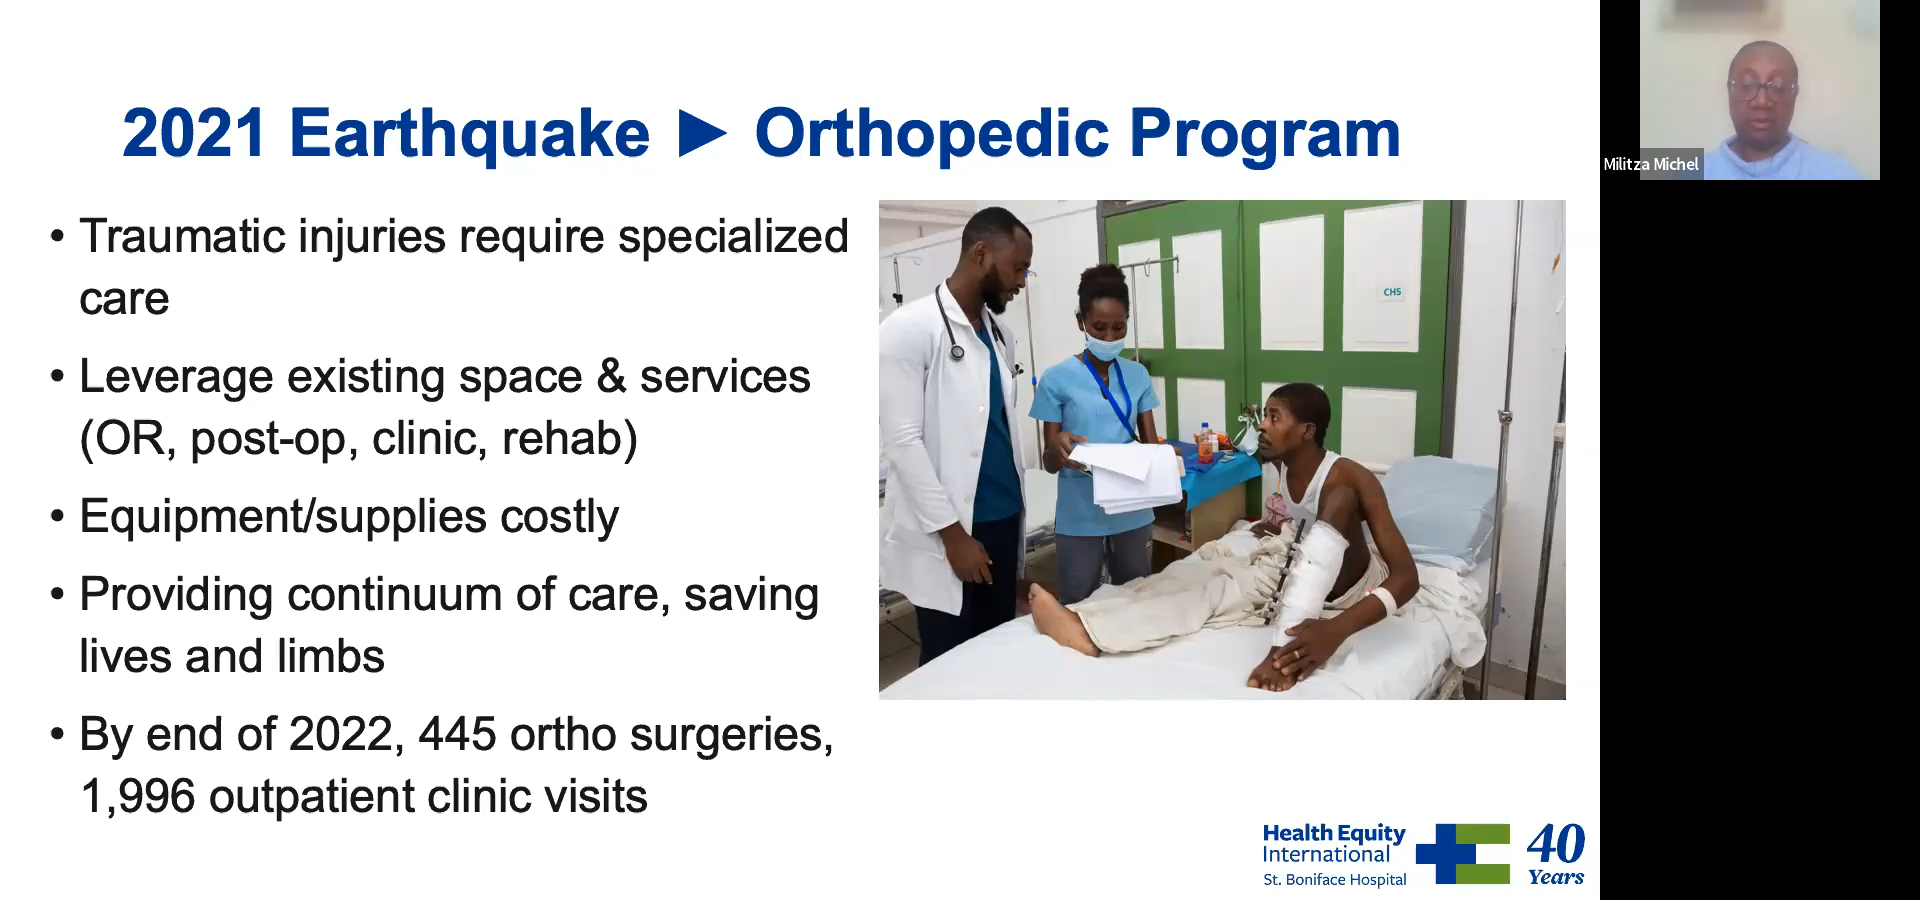 2021 Earthquake ► Orthopedic Program
• Traumatic injuries require specialized
care
• Leverage existing space & services
(OR, post-op, clinic, rehab)
• Equipment/supplies costly
• Providing continuum of care, saving
lives and limbs
• By end of 2022, 445 ortho surgeries,
1,996 outpatient clinic visits
CHS
Health Equity
International
St. Boniface Hospital
40
Years
Militza Michel